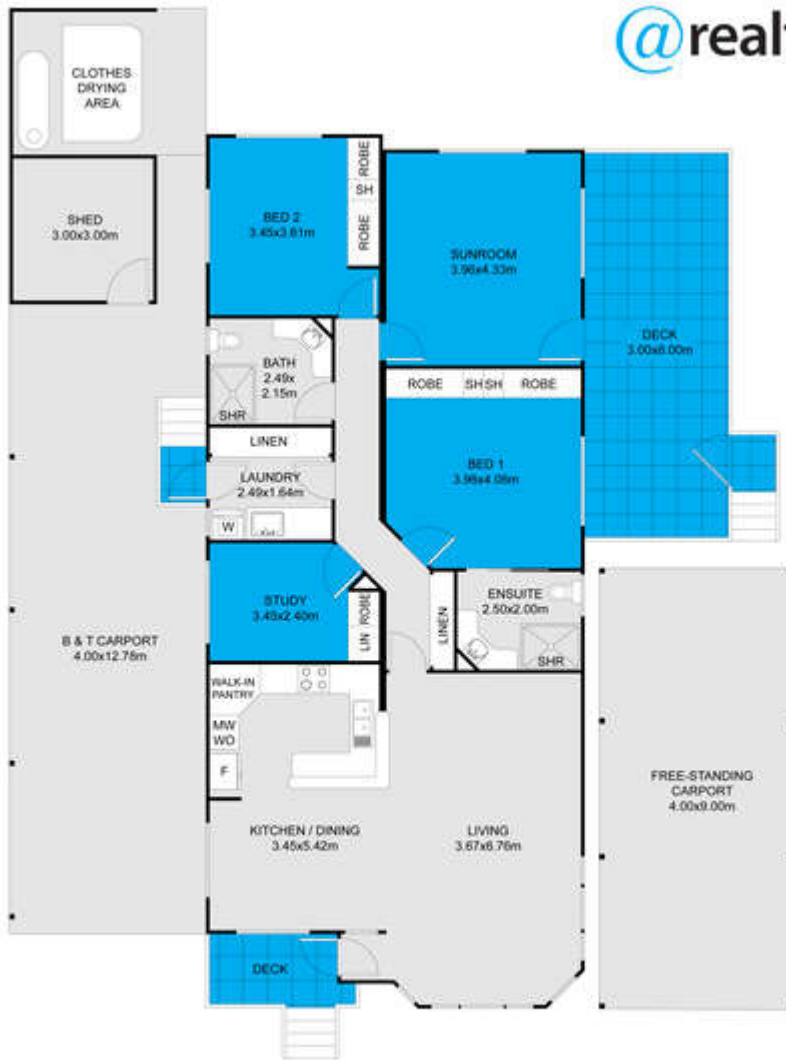 @realt
CLOTHES
DRYING
AREA
SHED
3.00x3.00m
BED 2
3.45x3.61m
ROBE
SH
ROBE
SUNROOM
3.96x4.33m
DECK
3.00x8.00m
BATH
2.49x
2.15m
SHR
ROBE
SH SH
ROBE
BED 1
3.96x4.08m
LINEN
LAUNDRY
2.49x1.64m
W
STUDY
3.45x2.40m
LIN ROBE
LINEN
ENSUITE
2.50x2.00m
SHR
B & T CARPORT
4.00x12.78m
WALK-IN
PANTRY
MW
WO
F
KITCHEN / DINING
3.45x5.42m
LIVING
3.67x6.76m
FREE-STANDING
CARPORT
4.00x9.00m
DECK